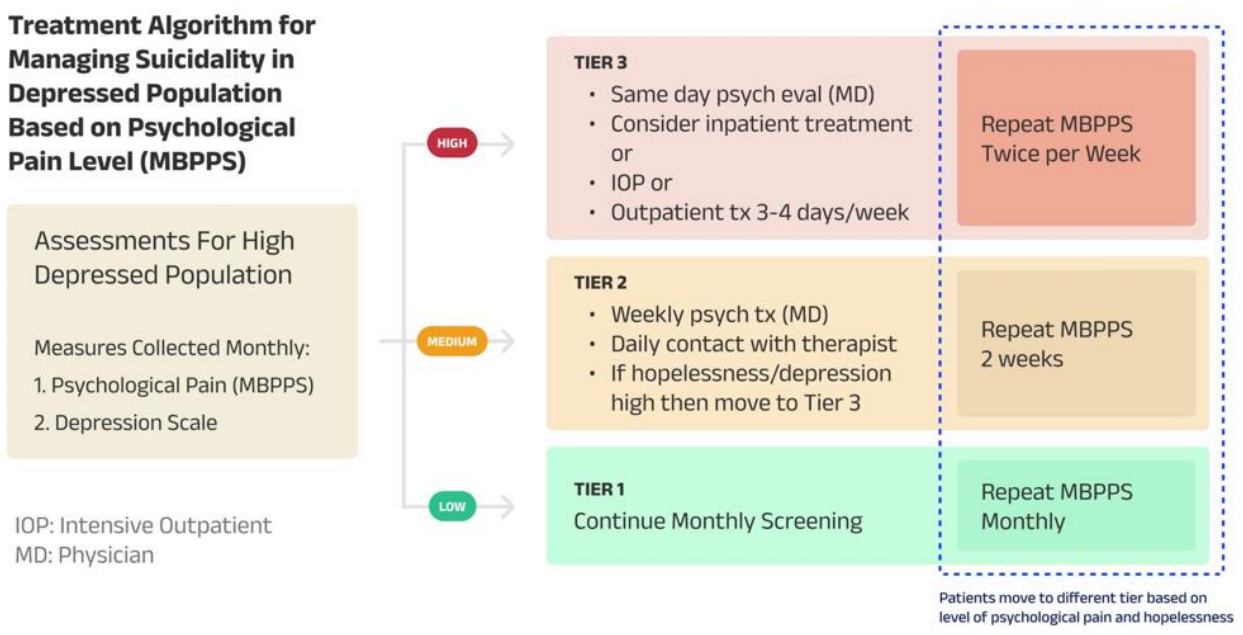 Treatment Algorithm for
Managing Suicidality in
Depressed Population
Based on Psychological
Pain Level (MBPPS)
Assessments For High
Depressed Population
Measures Collected Monthly:
1. Psychological Pain (MBPPS)
2. Depression Scale
IOP: Intensive Outpatient
MD: Physician
HIGH
TIER 3
• Same day psych eval (MD)
• Consider inpatient treatment
or
• IOP or
• Outpatient tx 3-4 days/week
Repeat MBPPS
Twice per Week
MEDIUM
TIER 2
• Weekly psych tx (MD)
• Daily contact with therapist
• If hopelessness/depression
high then move to Tier 3
Repeat MBPPS
2 weeks
LOW
TIER 1
Continue Monthly Screening
Repeat MBPPS
Monthly
Patients move to different tier based on
level of psychological pain and hopelessness